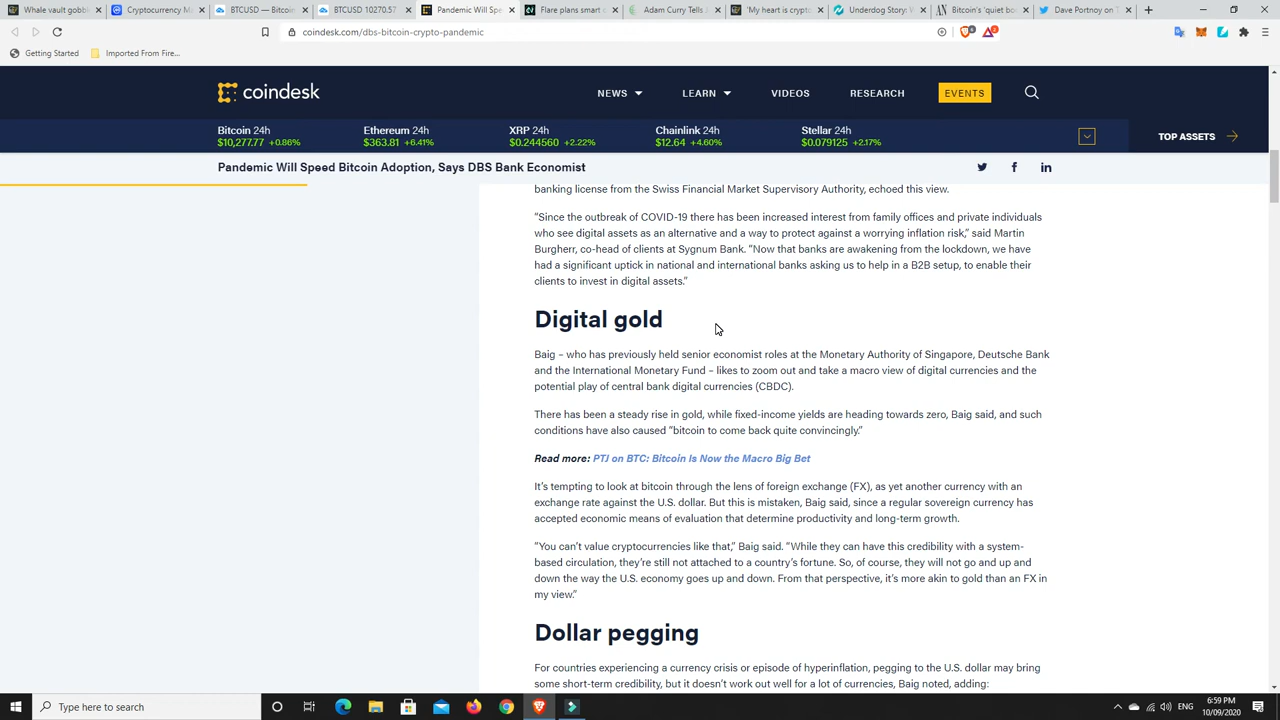 Whale vault gobbl
Cryptocurrency M
BTCUSD — Bitcoin
BTCUSD 10270.57
Pandemic Will Spe
Flare plans smart c
Adam Curry Tells J
'My heart is crypto
Underdog Story: V
Bitcoin's 'quiet bo
Dave Portnoy on T
coindesk.com/dbs-bitcoin-crypto-pandemic
Getting Started
Imported From Fire...
coindesk
NEWS
LEARN
VIDEOS
RESEARCH
EVENTS
Bitcoin 24h
$10,277.77 +0.86%
Ethereum 24h
$363.81 +6.41%
XRP 24h
$0.244560 +2.22%
Chainlink 24h
$12.64 +4.60%
Stellar 24h
$0.079125 +2.17%
TOP ASSETS
Pandemic Will Speed Bitcoin Adoption, Says DBS Bank Economist
banking license from the Swiss Financial Market Supervisory Authority, echoed this view.
“Since the outbreak of COVID-19 there has been increased interest from family offices and private individuals
who see digital assets as an alternative and a way to protect against a worrying inflation risk,” said Martin
Burgherr, co-head of clients at Sygnum Bank. “Now that banks are awakening from the lockdown, we have
had a significant uptick in national and international banks asking us to help in a B2B setup, to enable their
clients to invest in digital assets.”
Digital gold
Baig – who has previously held senior economist roles at the Monetary Authority of Singapore, Deutsche Bank
and the International Monetary Fund – likes to zoom out and take a macro view of digital currencies and the
potential play of central bank digital currencies (CBDC).
There has been a steady rise in gold, while fixed-income yields are heading towards zero, Baig said, and such
conditions have also caused “bitcoin to come back quite convincingly.”
Read more: PTJ on BTC: Bitcoin Is Now the Macro Big Bet
It’s tempting to look at bitcoin through the lens of foreign exchange (FX), as yet another currency with an
exchange rate against the U.S. dollar. But this is mistaken, Baig said, since a regular sovereign currency has
accepted economic means of evaluation that determine productivity and long-term growth.
“You can’t value cryptocurrencies like that,” Baig said. “While they can have this credibility with a system-
based circulation, they’re still not attached to a country’s fortune. So, of course, they will not go and up and
down the way the U.S. economy goes up and down. From that perspective, it’s more akin to gold than an FX in
my view.”
Dollar pegging
For countries experiencing a currency crisis or episode of hyperinflation, pegging to the U.S. dollar may bring
some short-term credibility, but it doesn’t work out well for a lot of currencies, Baig noted, adding:
Type here to search
ENG
6:59 PM
10/09/2020